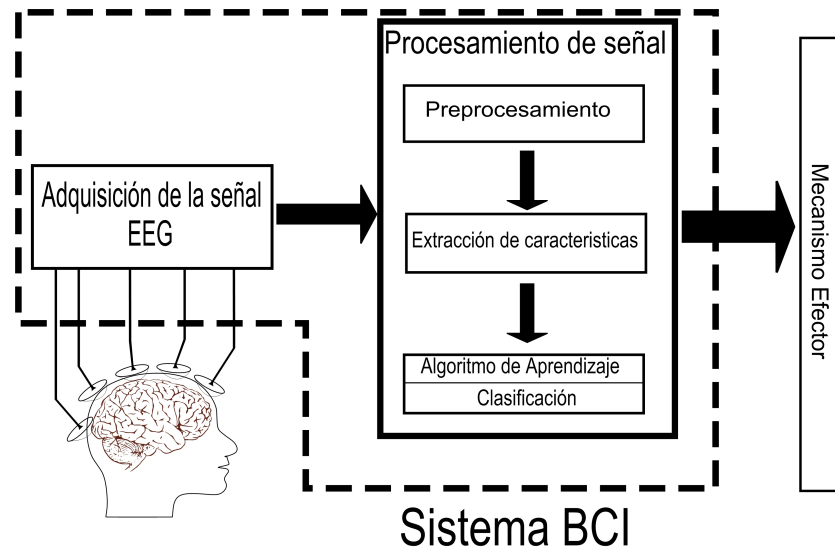 Procesamiento de señal
Preprocesamiento
Adquisición de la señal
EEG
Extracción de caracteristicas
Algoritmo de Aprendizaje
Clasificación
Mecanismo Efector
Sistema BCI